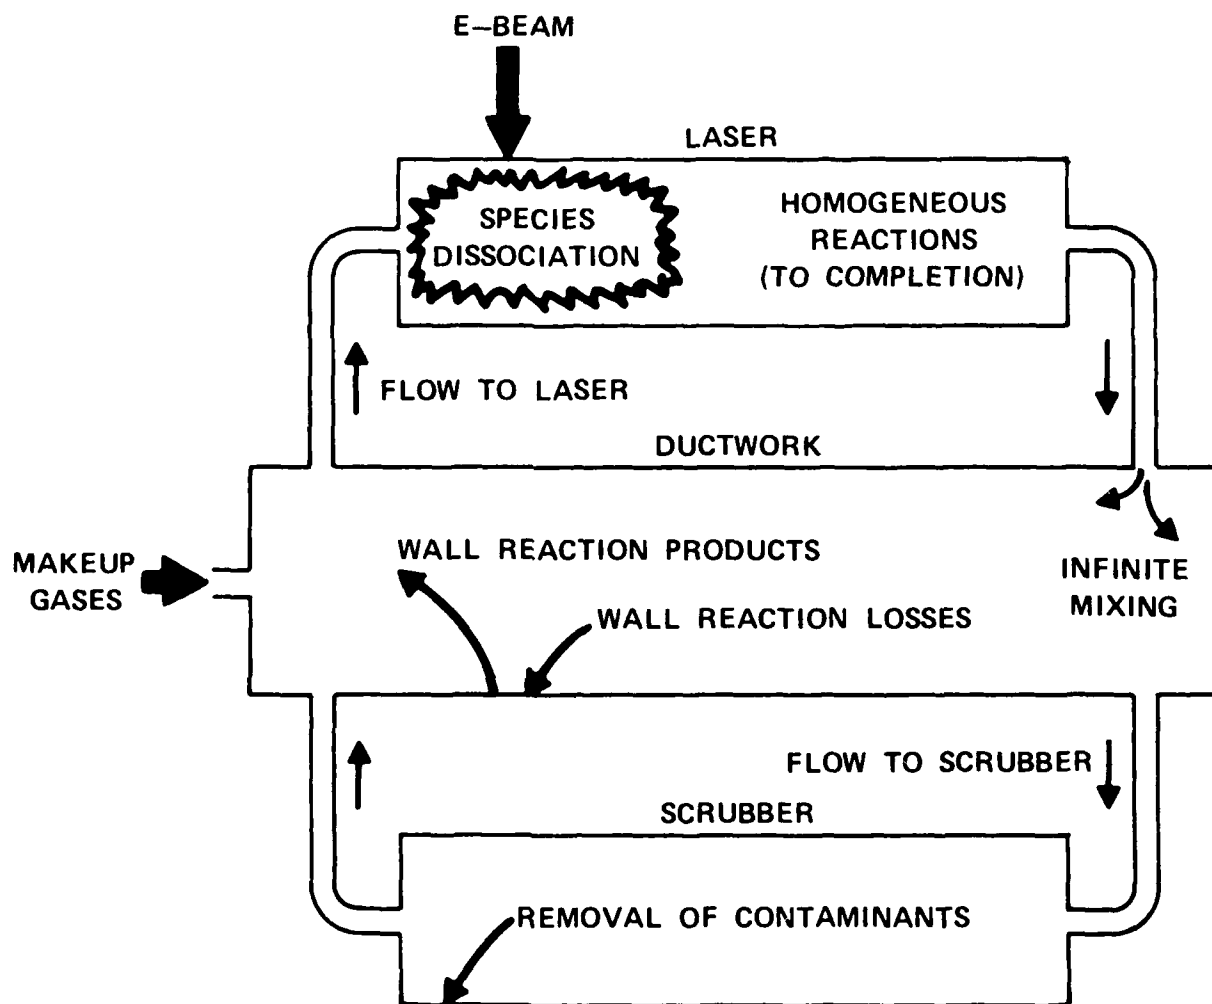 E-BEAM
LASER
SPECIES
DISSOCIATION
HOMOGENEOUS
REACTIONS
(TO COMPLETION)
FLOW TO LASER
DUCTWORK
MAKEUP
GASES
WALL REACTION PRODUCTS
INFINITE
MIXING
WALL REACTION LOSSES
FLOW TO SCRUBBER
SCRUBBER
REMOVAL OF CONTAMINANTS